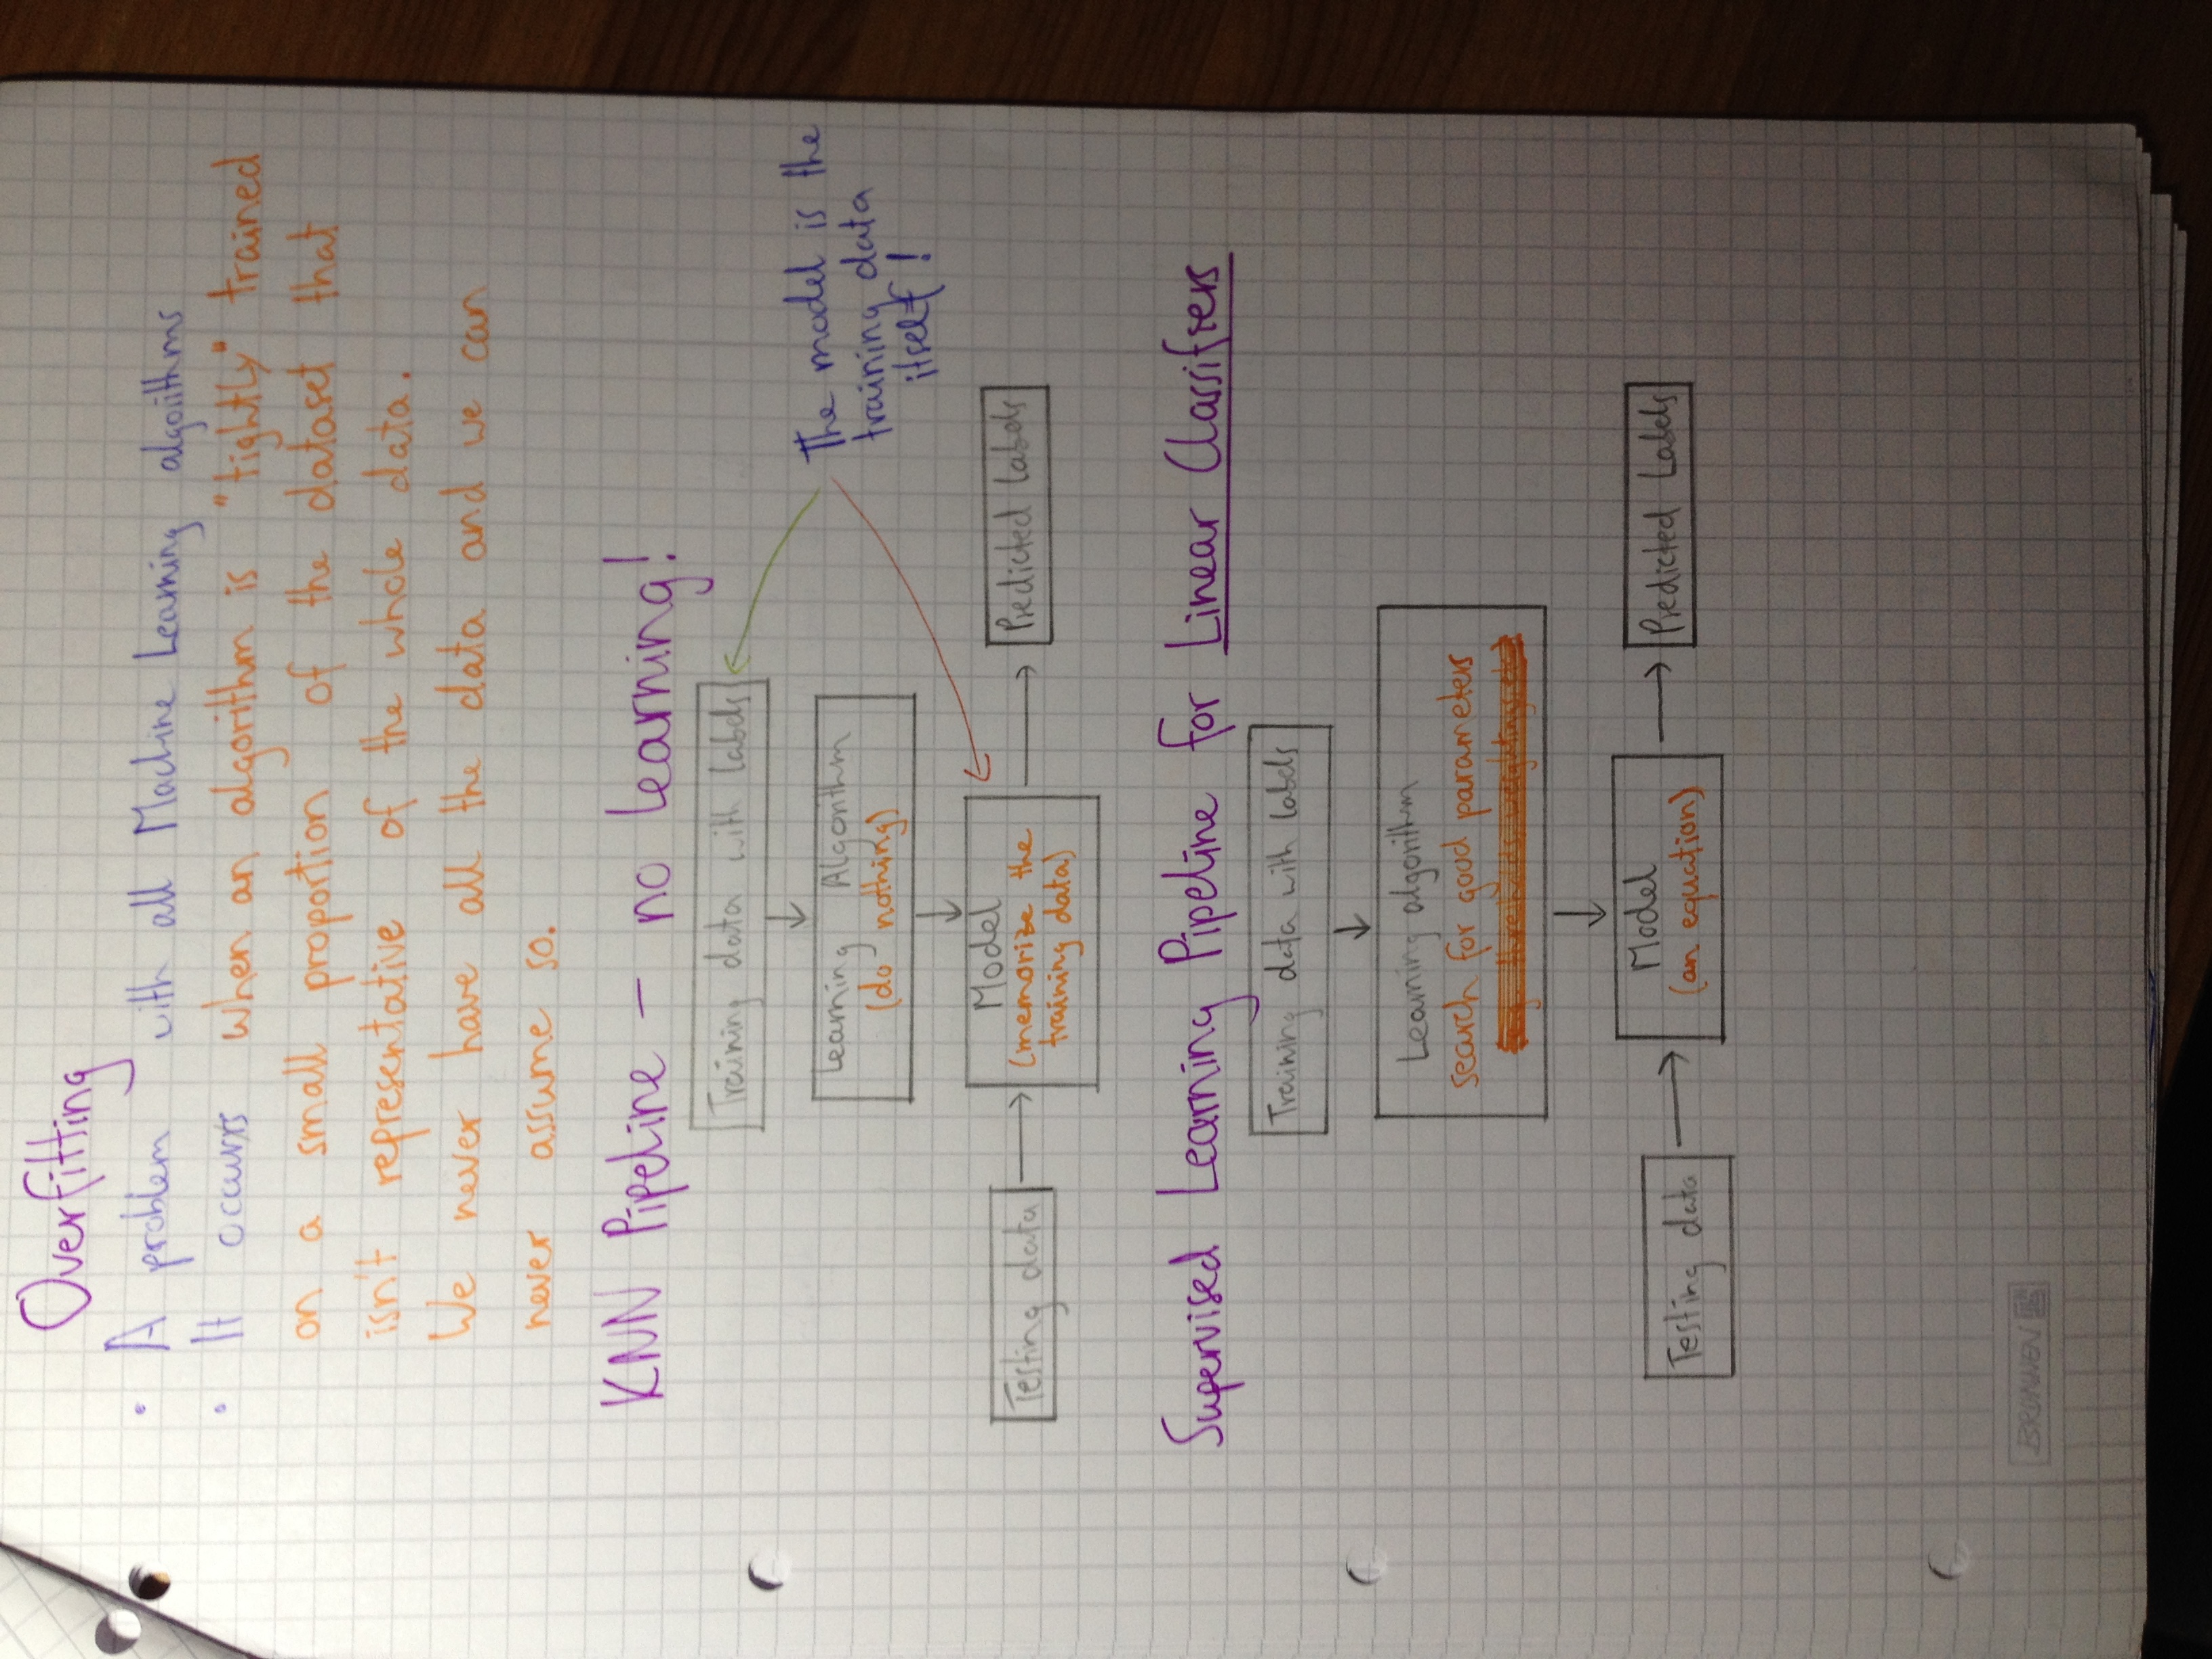 Overfitting
• A problem with all Machine Learning algorithms
• It occurrs when an algorithm is "tightly" trained
on a small proportion of the dataset that
isn't representative of the whole data.
We never have all the data and we can
never assume so.
KNN Pipeline - no learning!
Training data with labels
Learning Algorithm
(do nothing)
The model is the
training data
itself!
Testing data
Model
(memorize the
training data)
Predicted labels
Supervised Learning Pipeline for Linear Classifiers
Training data with labels
Learning algorithm
search for good parameters
thresholds, weightings
Testing data
Model
(an equation)
Predicted Labels
BRUNNEN